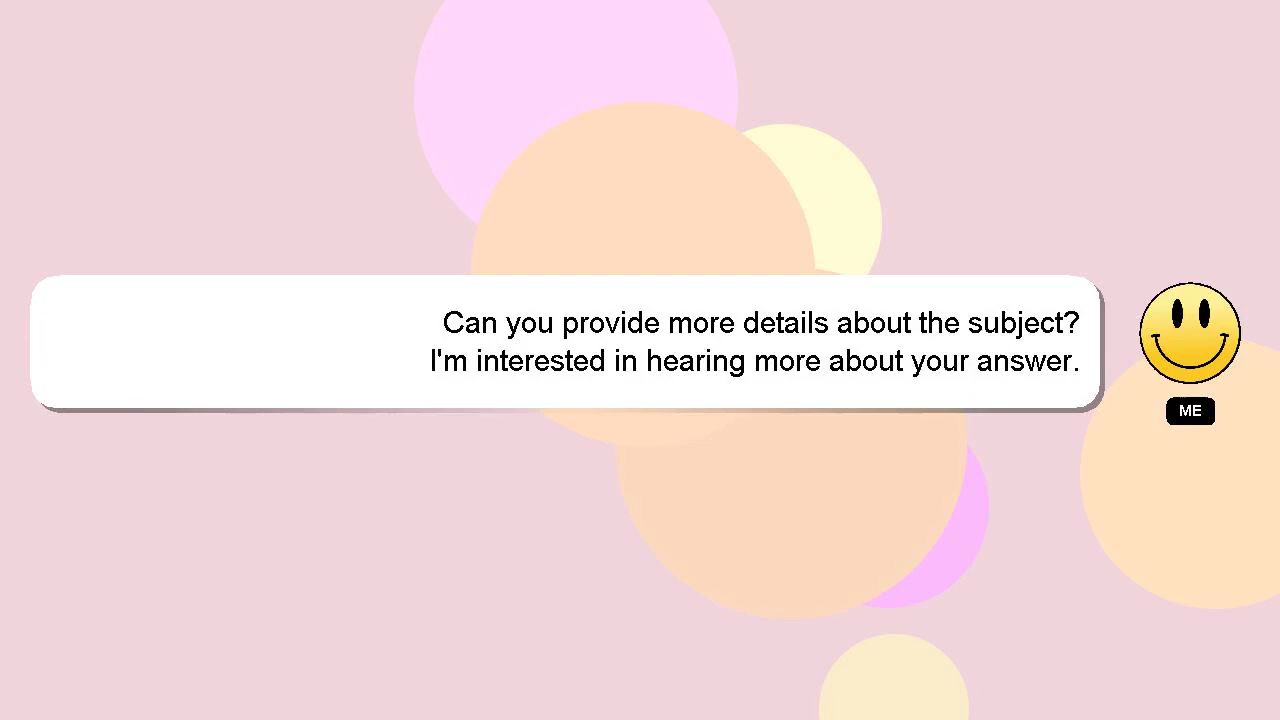 Can you provide more details about the subject?
I'm interested in hearing more about your answer.
ME